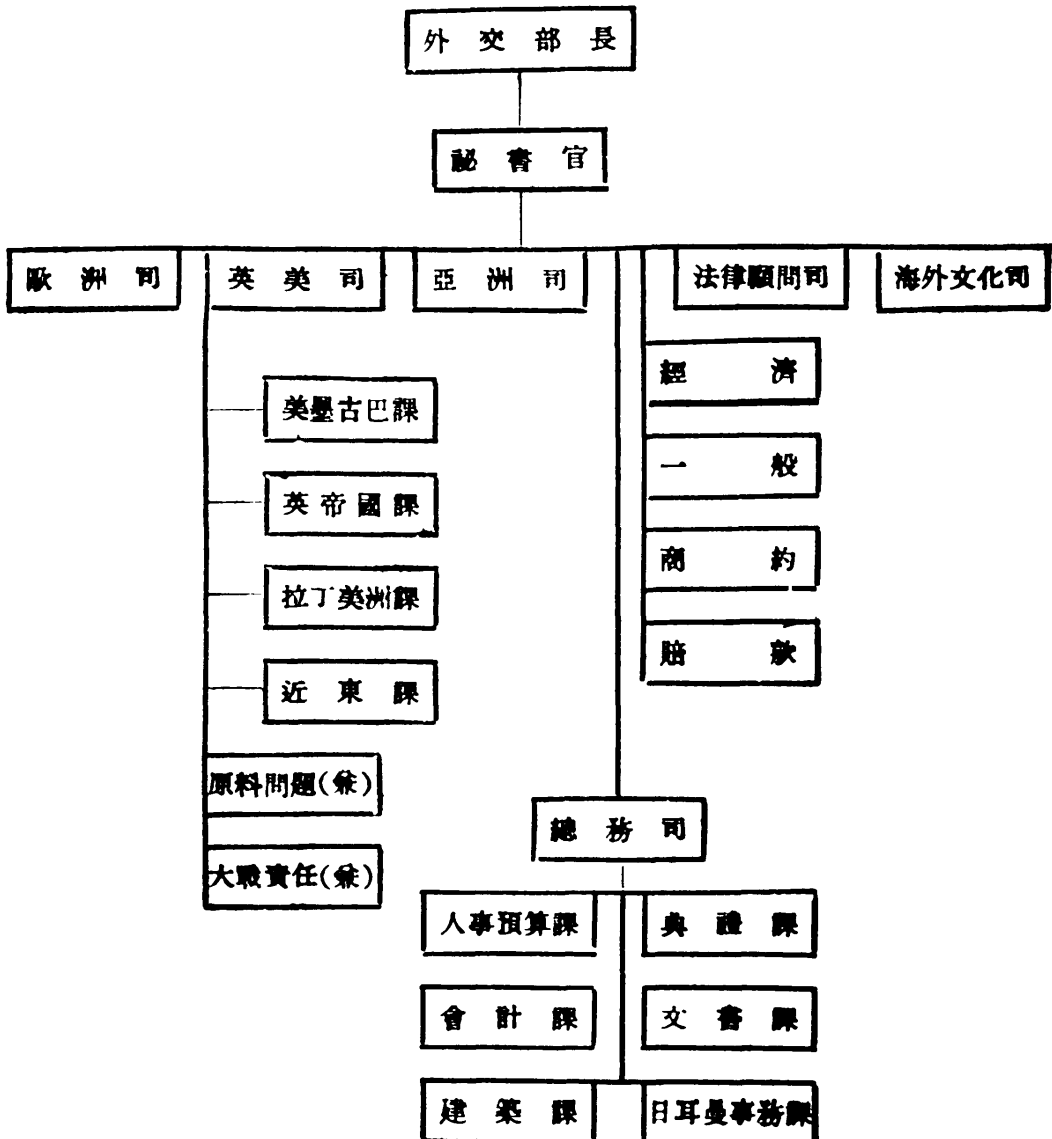 外交部長
祕書官
歐洲司
英美司
亞洲司
法律顧問司
海外文化司
經濟
美墨古巴課
一般
英帝國課
商約
拉丁美洲課
賠款
近東課
原料問題(兼)
總務司
大戰責任(兼)
人事預算課
典禮課
會計課
文書課
建築課
日耳曼事務課